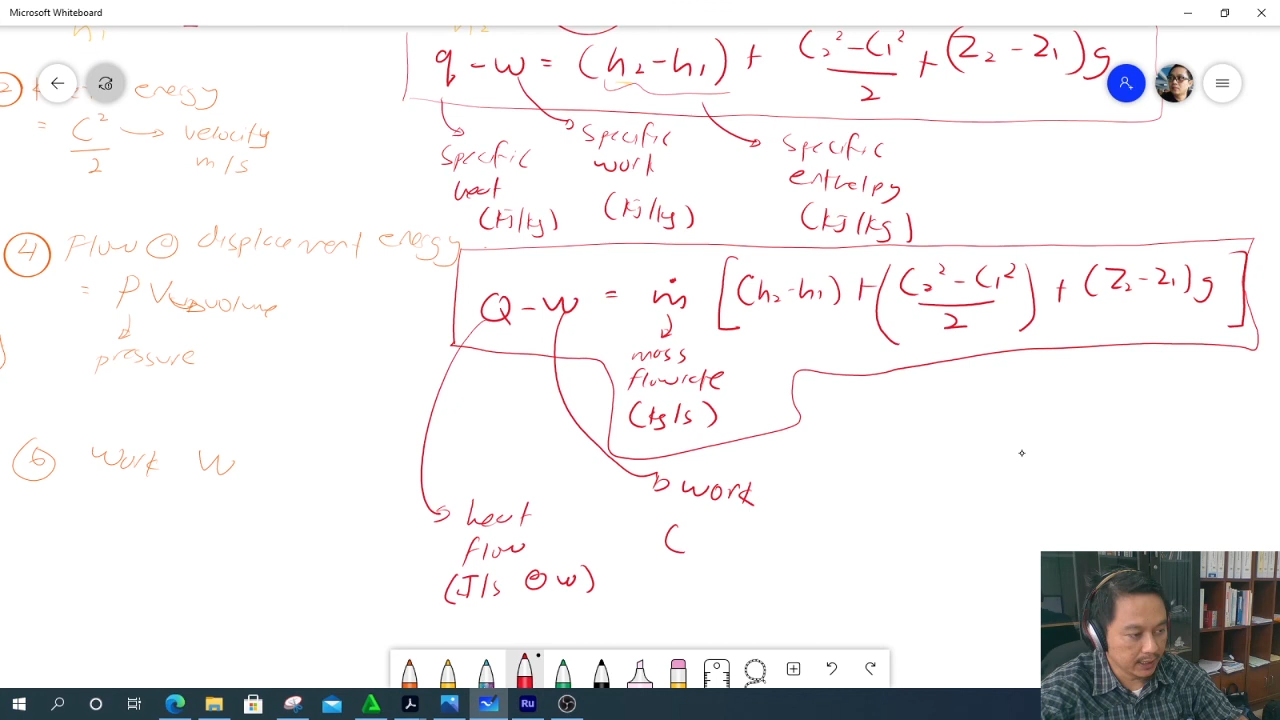 Microsoft Whiteboard
h₁
q - w = (h₂ - h₁) + (C₂² - C₁²)/2 + (Z₂ - Z₁)g
energy
= C²/2 → velocity
m/s
specific heat (kJ/kg)
specific work (kJ/kg)
specific enthalpy (kJ/kg)
④ Flow @ displacement energy
= PV → volume
pressure
Q - W = ṁ [(h₂ - h₁) + ((C₂² - C₁²)/2) + (Z₂ - Z₁)g]
mass
flowrate
(kg/s)
⑥ Work W
work
(
heat
flow
(J/s @ W)
Ru